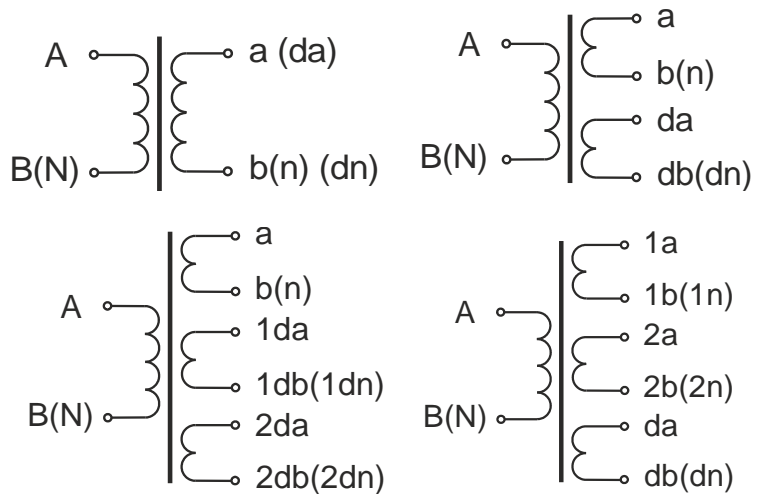 A
a (da)
B(N)
b(n) (dn)
A
a
b(n)
da
B(N)
db(dn)
A
a
b(n)
1da
1db(1dn)
B(N)
2da
2db(2dn)
A
1a
1b(1n)
2a
2b(2n)
B(N)
da
db(dn)